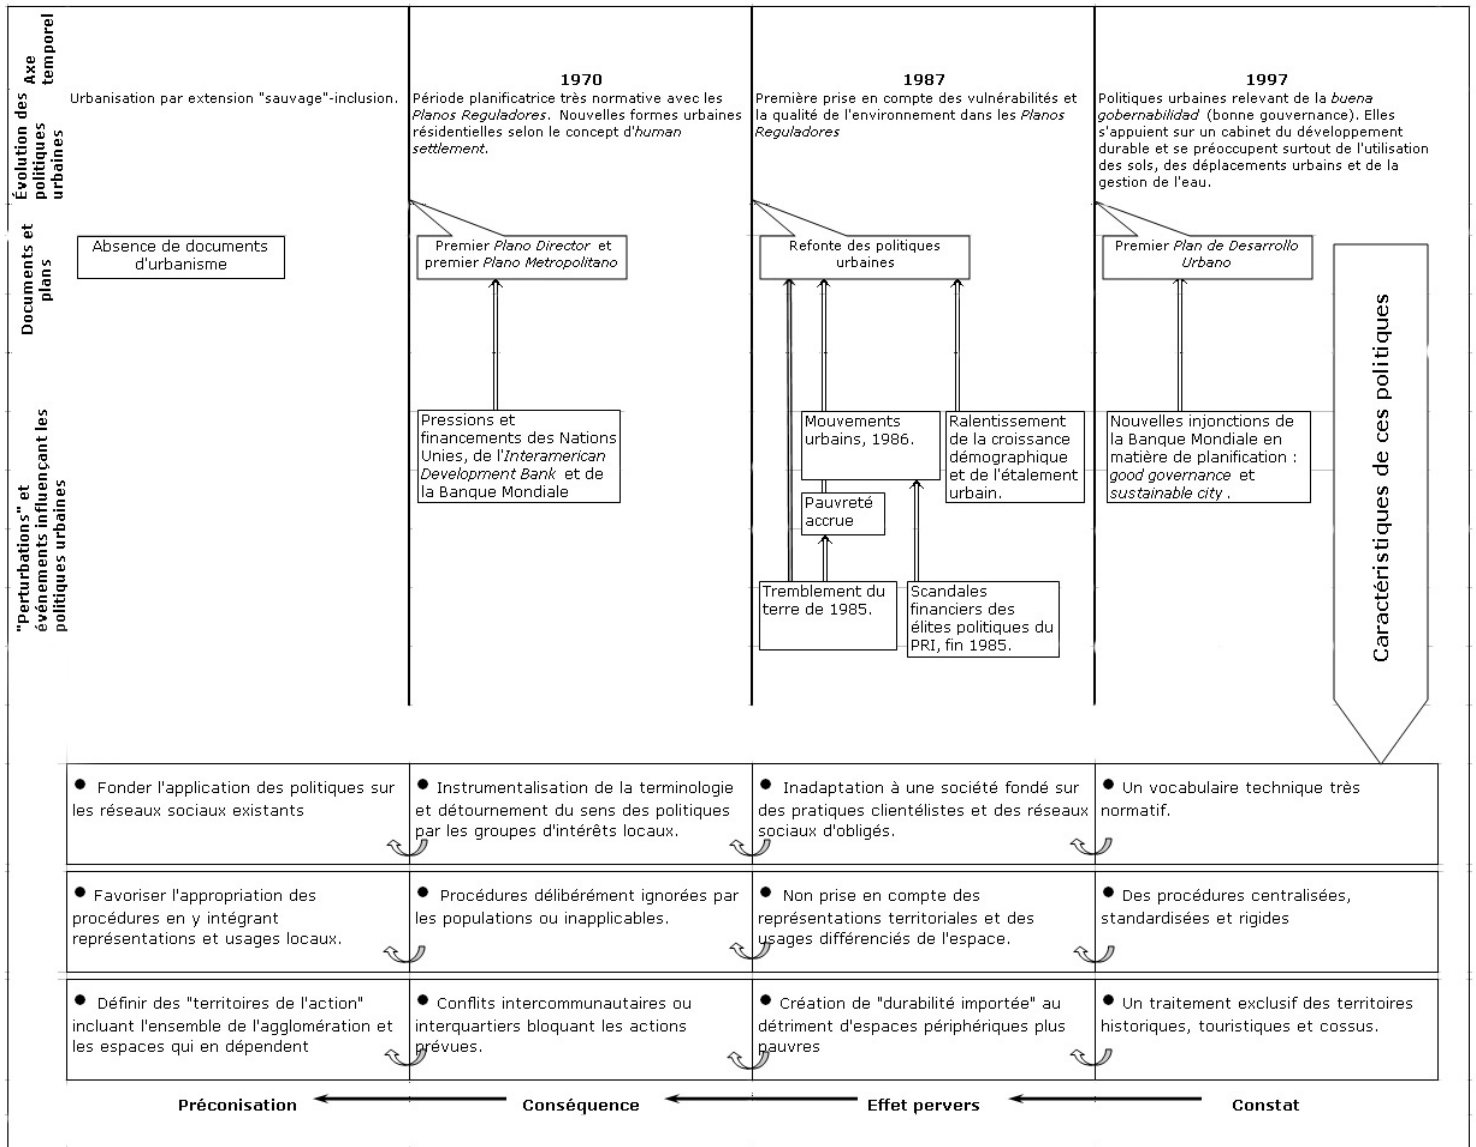 Axe
temporel
1970
1987
1997
Évolution des
politiques
urbaines
Urbanisation par extension "sauvage"-inclusion.
Période planificatrice très normative avec les
Planos Reguladores. Nouvelles formes urbaines
résidentielles selon le concept d'human
settlement.
Première prise en compte des vulnérabilités et
la qualité de l'environnement dans les Planos
Reguladores
Politiques urbaines relevant de la buena
gobernabilidad (bonne gouvernance). Elles
s'appuient sur un cabinet du développement
durable et se préoccupent surtout de l'utilisation
des sols, des déplacements urbains et de la
gestion de l'eau.
Documents et
plans
Absence de documents
d'urbanisme
Premier Plano Director et
premier Plano Metropolitano
Refonte des politiques
urbaines
Premier Plan de Desarrollo
Urbano
"Perturbations" et
événements influençant les
politiques urbaines
Pressions et
financements des Nations
Unies, de l'Interamerican
Development Bank et de
la Banque Mondiale
Mouvements
urbains, 1986.
Ralentissement
de la croissance
démographique
et de l'étalement
urbain.
Nouvelles injonctions de
la Banque Mondiale en
matière de planification :
good governance et
sustainable city .
Pauvreté
accrue
Tremblement du
terre de 1985.
Scandales
financiers des
élites politiques du
PRI, fin 1985.
Caractéristiques de ces politiques
● Fonder l'application des politiques sur
les réseaux sociaux existants
● Instrumentalisation de la terminologie
et détournement du sens des politiques
par les groupes d'intérêts locaux.
● Inadaptation à une société fondé sur
des pratiques clientélistes et des réseaux
sociaux d'obligés.
● Un vocabulaire technique très
normatif.
● Favoriser l'appropriation des
procédures en y intégrant
représentations et usages locaux.
● Procédures délibérément ignorées par
les populations ou inapplicables.
● Non prise en compte des
représentations territoriales et des
usages différenciés de l'espace.
● Des procédures centralisées,
standardisées et rigides
● Définir des "territoires de l'action"
incluant l'ensemble de l'agglomération et
les espaces qui en dépendent
● Conflits intercommunautaires ou
interquartiers bloquant les actions
prévues.
● Création de "durabilité importée" au
détriment d'espaces périphériques plus
pauvres
● Un traitement exclusif des territoires
historiques, touristiques et cossus.
Préconisation
Conséquence
Effet pervers
Constat